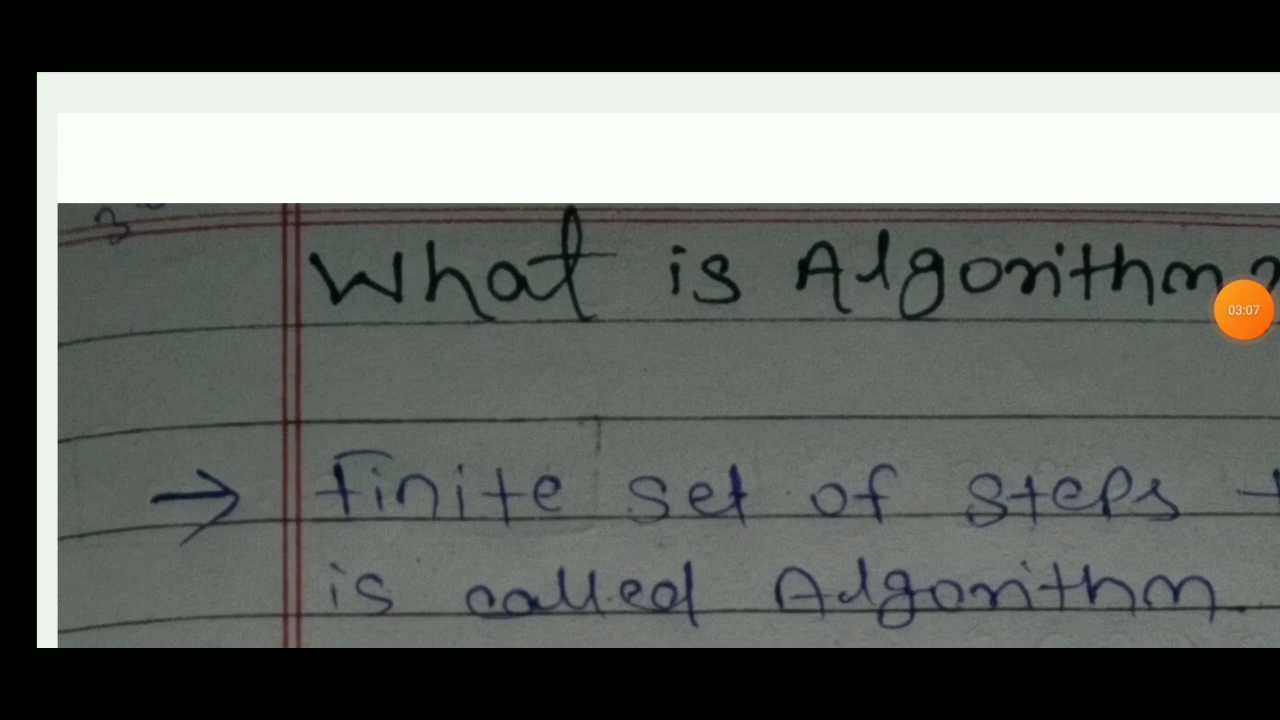 What is Algorithm?
03:07
→ Finite set of steps
is called Algorithm.